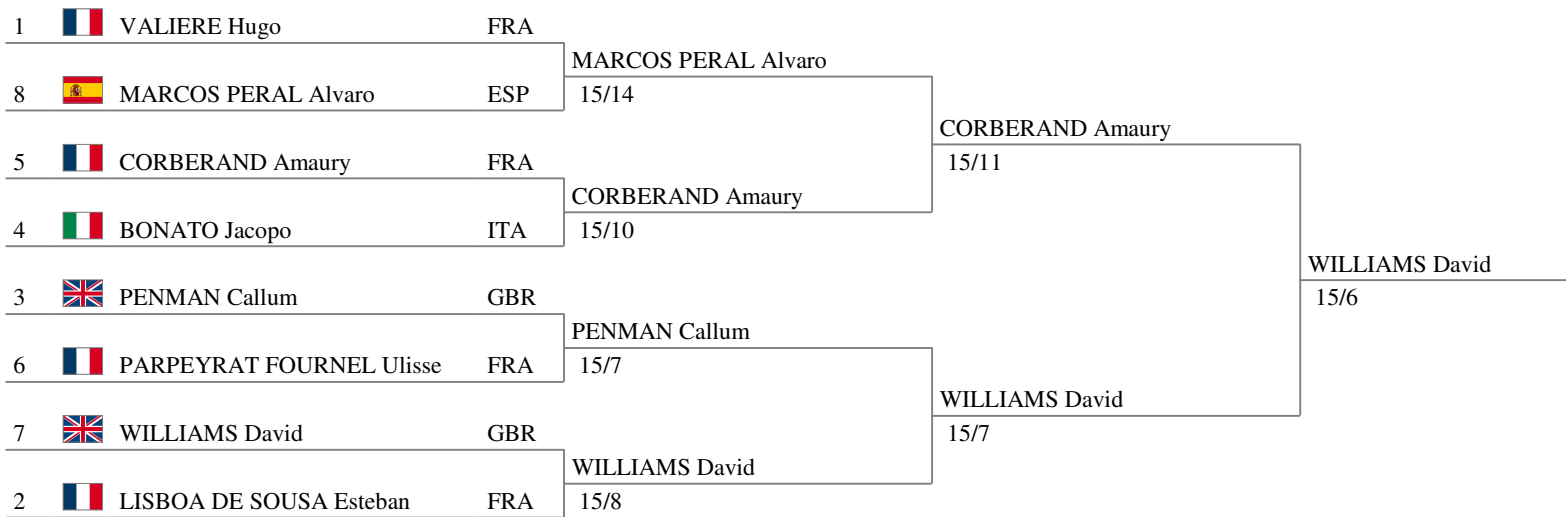 1 VALIERE Hugo FRA
MARCOS PERAL Alvaro
8 MARCOS PERAL Alvaro ESP 15/14
CORBERAND Amaury
5 CORBERAND Amaury FRA 15/11
CORBERAND Amaury
4 BONATO Jacopo ITA 15/10
WILLIAMS David
3 PENMAN Callum GBR 15/6
PENMAN Callum
6 PARPEYRAT FOURNEL Ulisse FRA 15/7
WILLIAMS David
7 WILLIAMS David GBR 15/7
WILLIAMS David
2 LISBOA DE SOUSA Esteban FRA 15/8